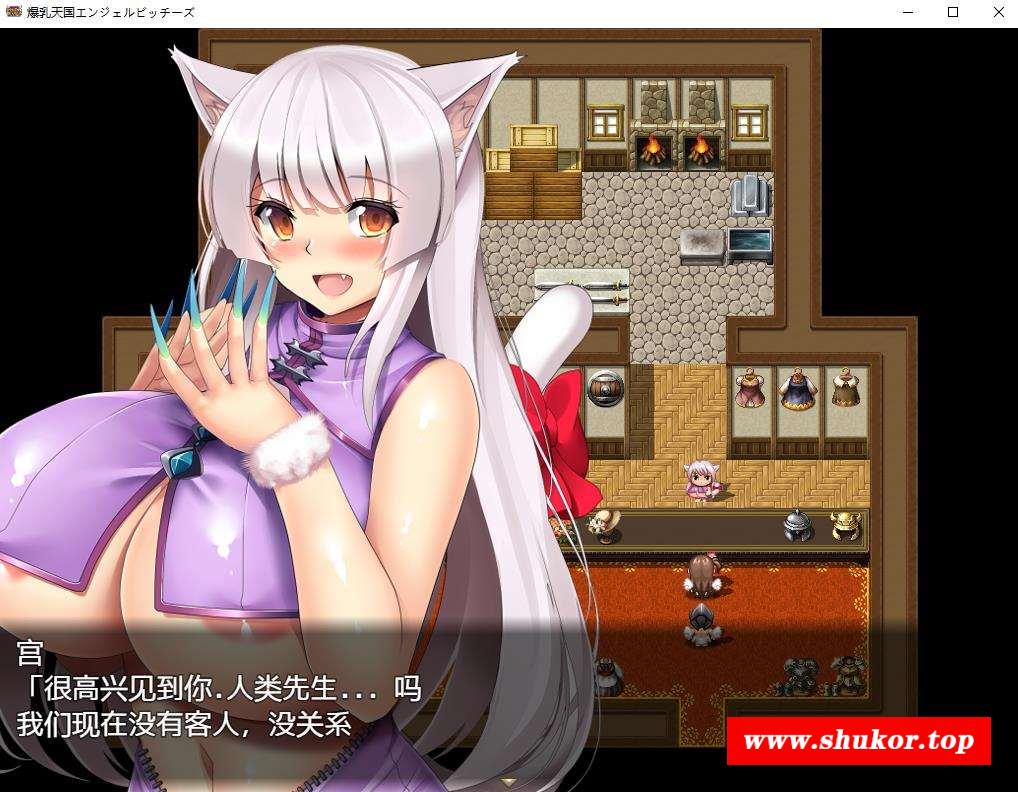 爆乳天国エンジェルビッチーズ
宫
「很高兴见到你.人类先生... 吗
我们现在没有客人，没关系
www.shukor.top